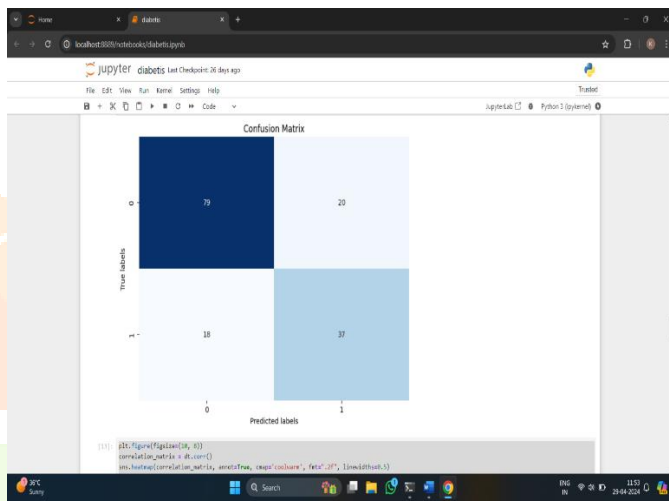 Home
diabetis
localhost:8889/notebooks/diabetis.ipynb
jupyter diabetis Last Checkpoint: 26 days ago
File Edit View Run Kernel Settings Help
Trusted
Code
JupyterLab
Python 3 (ipykernel)
Confusion Matrix
0
79
20
True labels
1
18
37
0
1
Predicted labels
plt.figure(figsize=(10, 8))
correlation_matrix = dt.corr()
sns.heatmap(correlation_matrix, annot=True, cmap='coolwarm', fmt=".2f", linewidths=0.5)
36°C
Sunny
Search
ENG
IN
11:53
29-04-2024